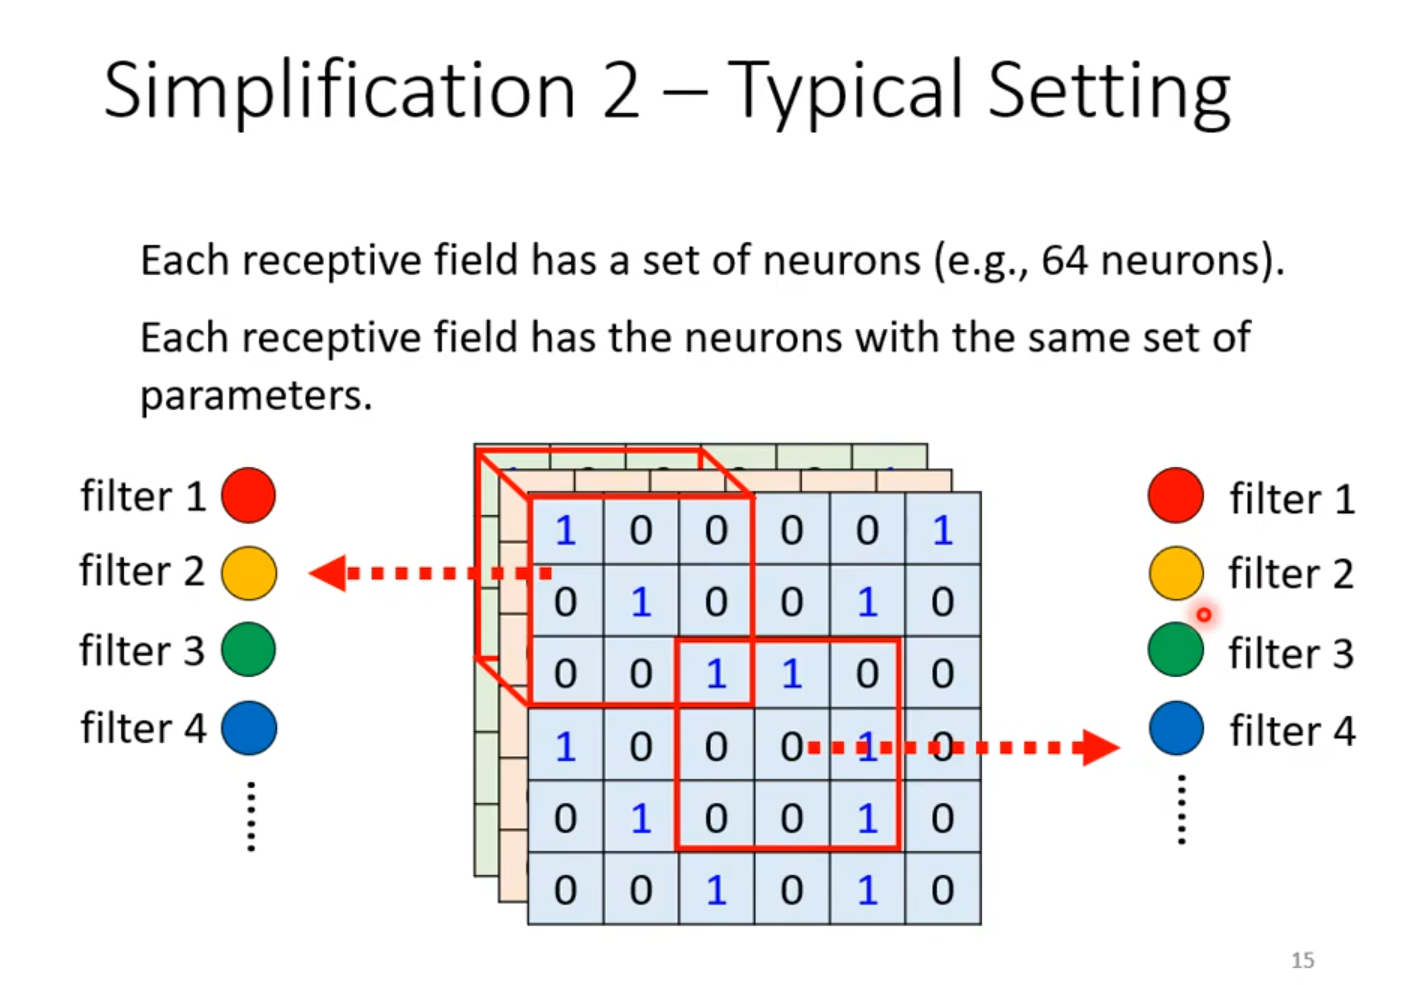 Simplification 2 – Typical Setting
Each receptive field has a set of neurons (e.g., 64 neurons).
Each receptive field has the neurons with the same set of
parameters.
filter 1
filter 2
filter 3
filter 4
......
1 0 0 0 0 1
0 1 0 0 1 0
0 0 1 1 0 0
1 0 0 0 1 0
0 1 0 0 1 0
0 0 1 0 1 0
filter 1
filter 2
filter 3
filter 4
......
15